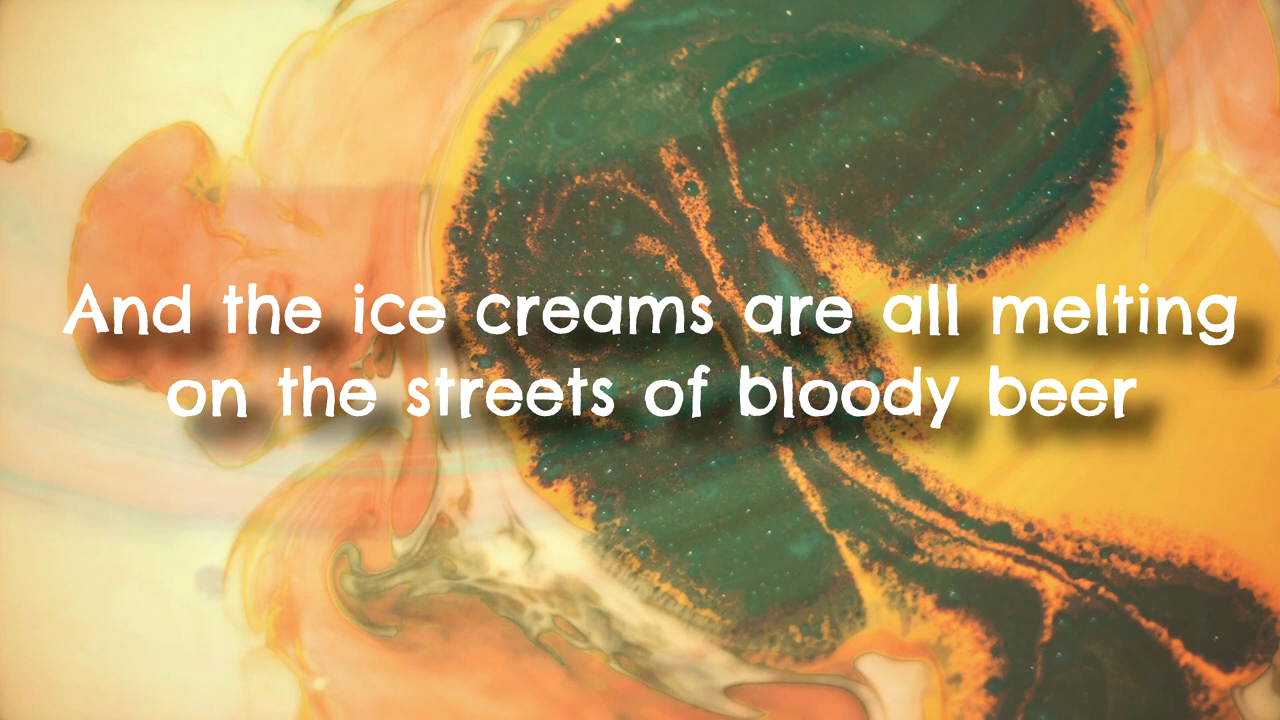 And the ice creams are all melting
on the streets of bloody beer